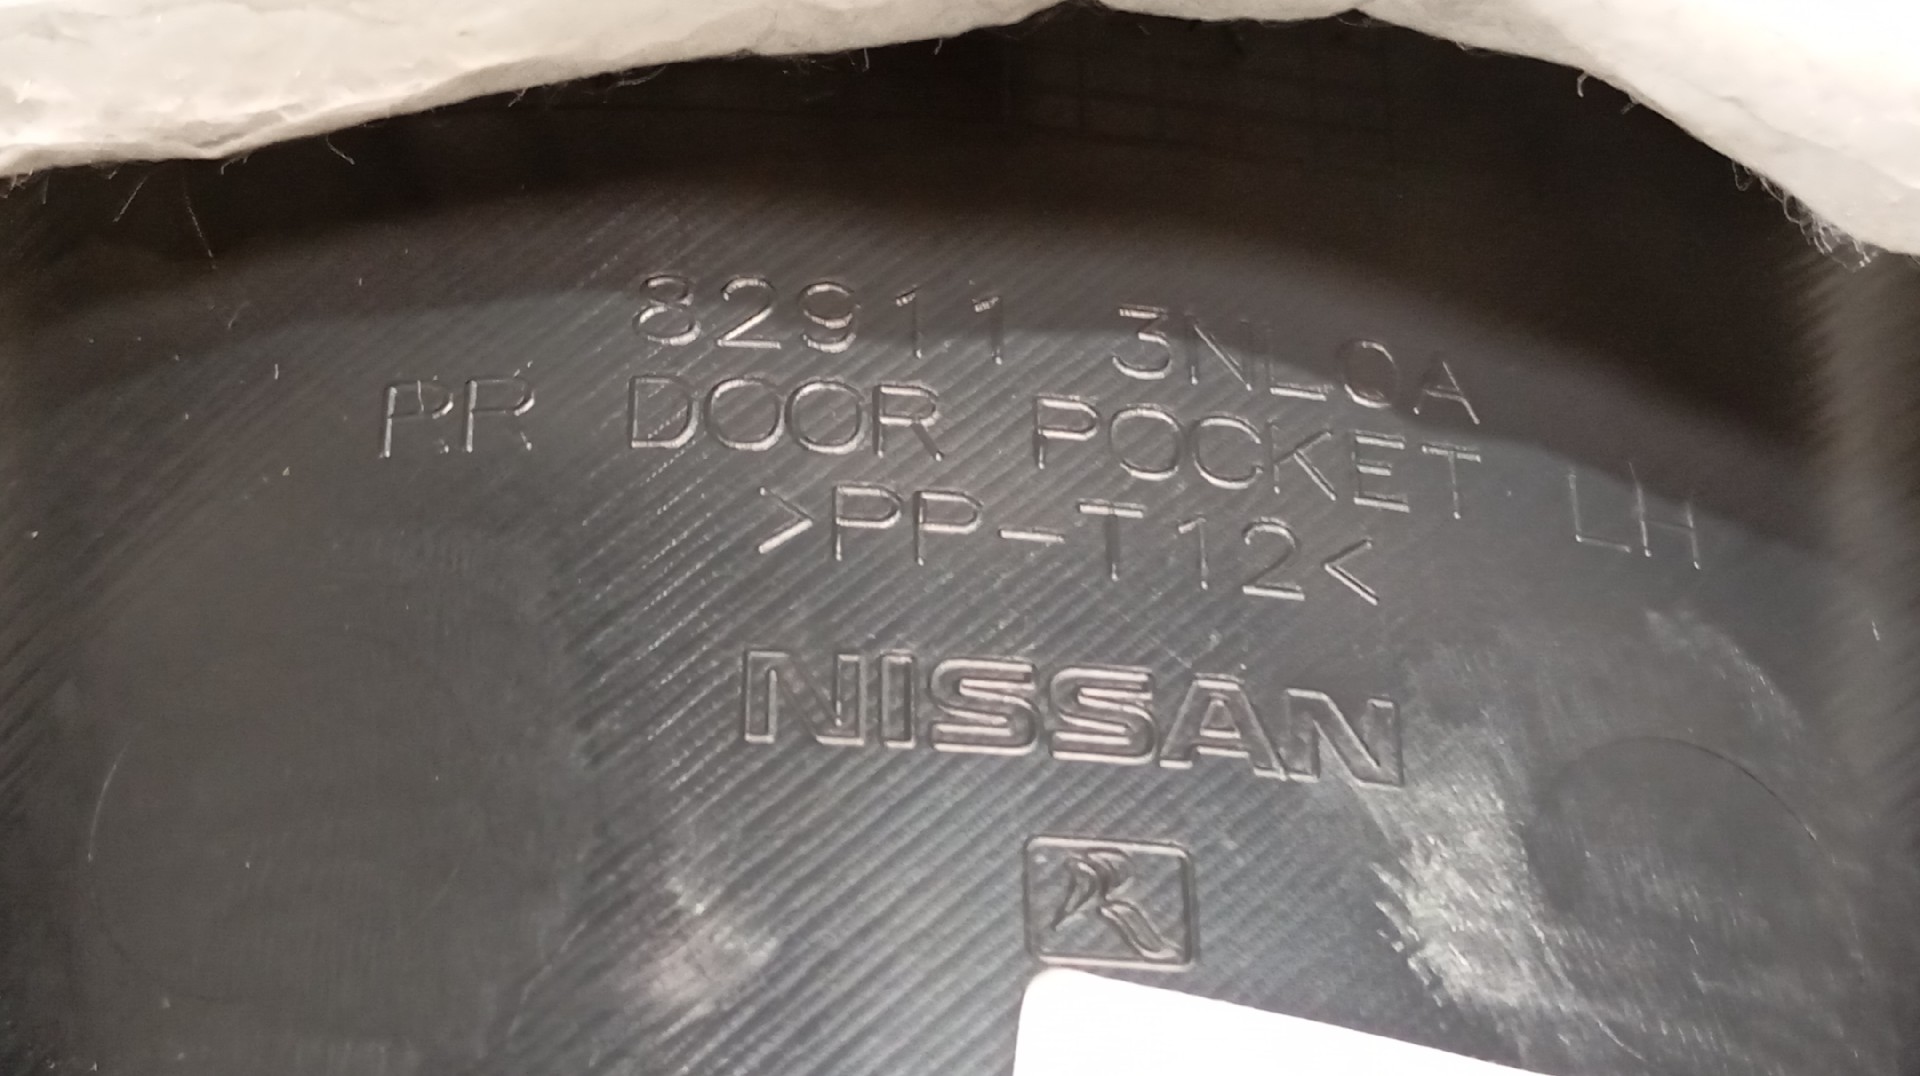 82911 3NL0A
RR DOOR POCKET LH
>PP-T12<
NISSAN